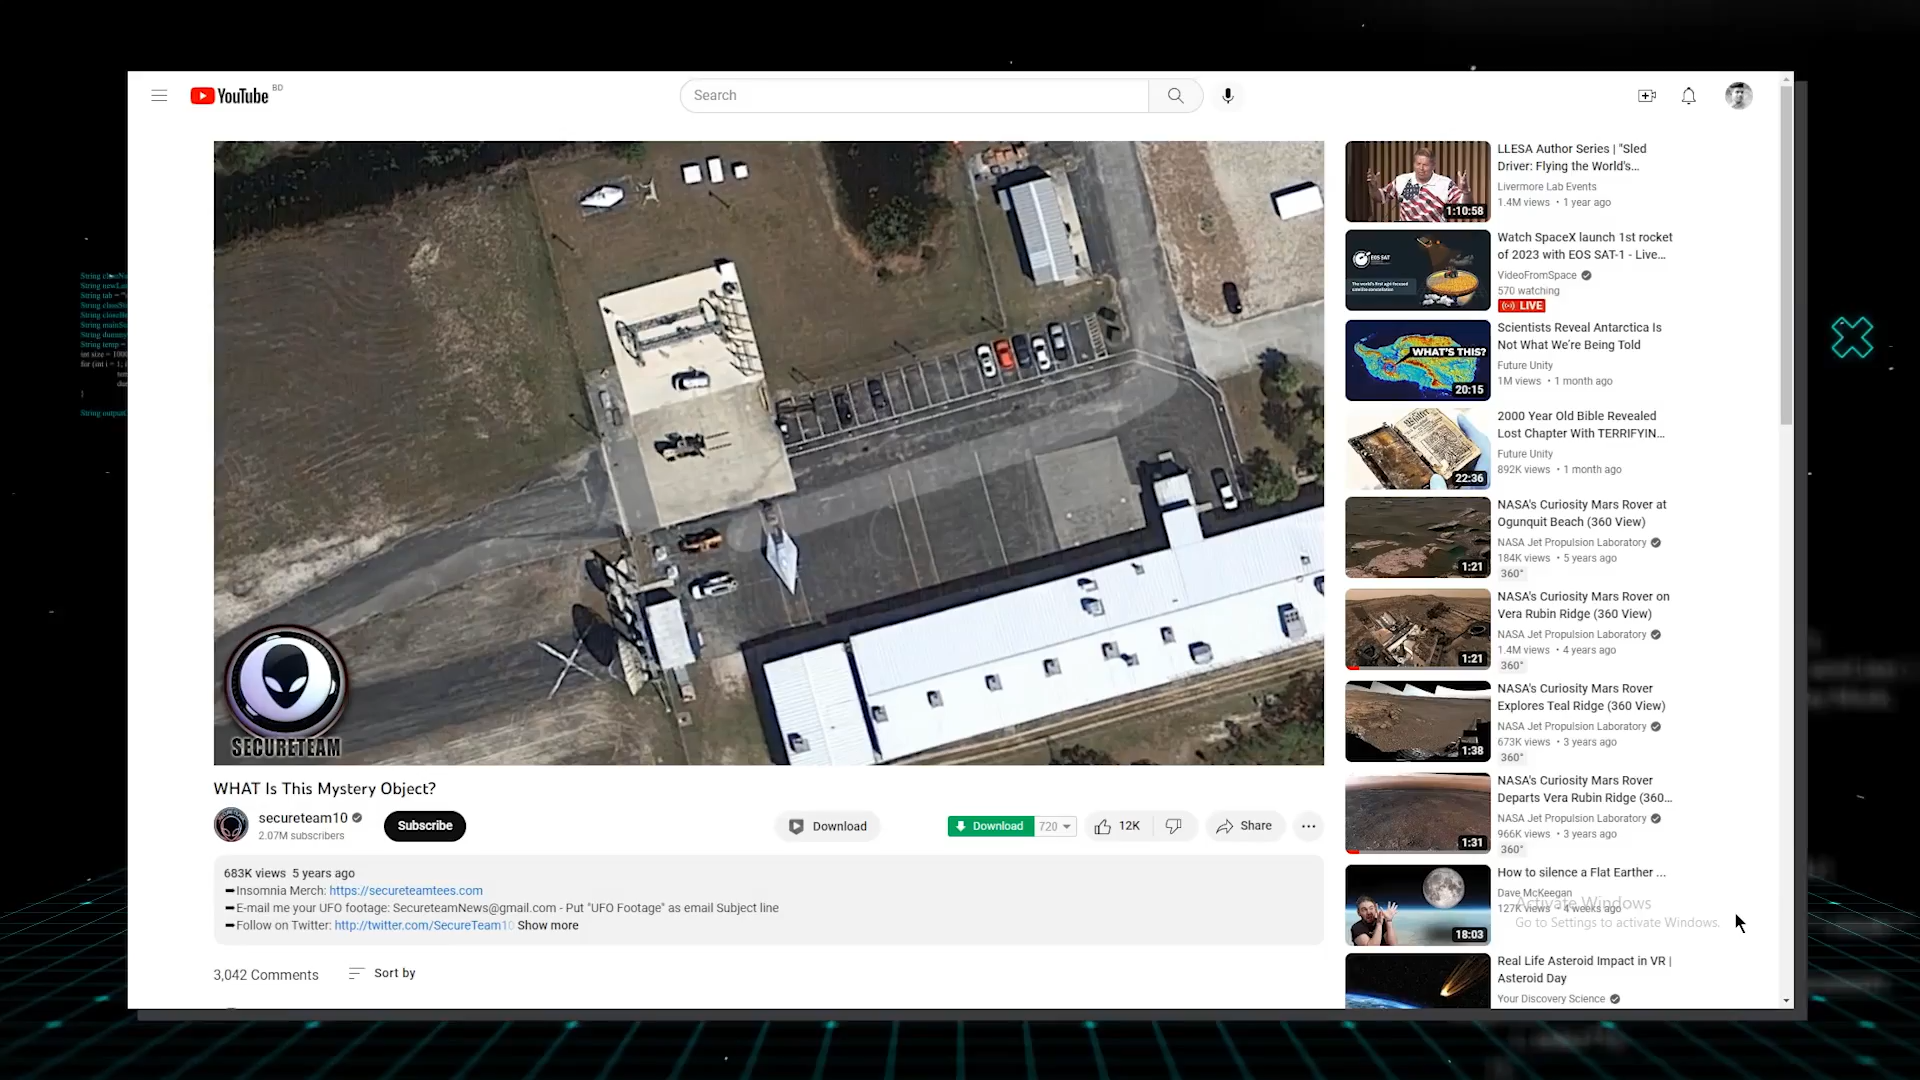 YouTube BD
Search
SECURETEAM
WHAT Is This Mystery Object?
secureteam10
2.07M subscribers
Subscribe
Download
Download
720
12K
Share
683K views 5 years ago
➡Insomnia Merch: https://secureteamtees.com
➡E-mail me your UFO footage: SecureteamNews@gmail.com - Put "UFO Footage" as email Subject line
➡Follow on Twitter: http://twitter.com/SecureTeam10 Show more
3,042 Comments
Sort by
1:10:58
LLESA Author Series | "Sled
Driver: Flying the World's...
Livermore Lab Events
1.4M views • 1 year ago
EOS SAT
Watch SpaceX launch 1st rocket
of 2023 with EOS SAT-1 - Live...
VideoFromSpace
570 watching
LIVE
WHAT'S THIS?
20:15
Scientists Reveal Antarctica Is
Not What We're Being Told
Future Unity
1M views • 1 month ago
22:36
2000 Year Old Bible Revealed
Lost Chapter With TERRIFYIN...
Future Unity
892K views • 1 month ago
1:21
NASA's Curiosity Mars Rover at
Ogunquit Beach (360 View)
NASA Jet Propulsion Laboratory
184K views • 5 years ago
360°
1:21
NASA's Curiosity Mars Rover on
Vera Rubin Ridge (360 View)
NASA Jet Propulsion Laboratory
1.4M views • 4 years ago
360°
1:38
NASA's Curiosity Mars Rover
Explores Teal Ridge (360 View)
NASA Jet Propulsion Laboratory
673K views • 3 years ago
360°
1:31
NASA's Curiosity Mars Rover
Departs Vera Rubin Ridge (360...
NASA Jet Propulsion Laboratory
966K views • 3 years ago
360°
18:03
How to silence a Flat Earther ...
Dave McKeegan
127K views • 4 weeks ago
Activate Windows
Go to Settings to activate Windows.
Real Life Asteroid Impact in VR |
Asteroid Day
Your Discovery Science